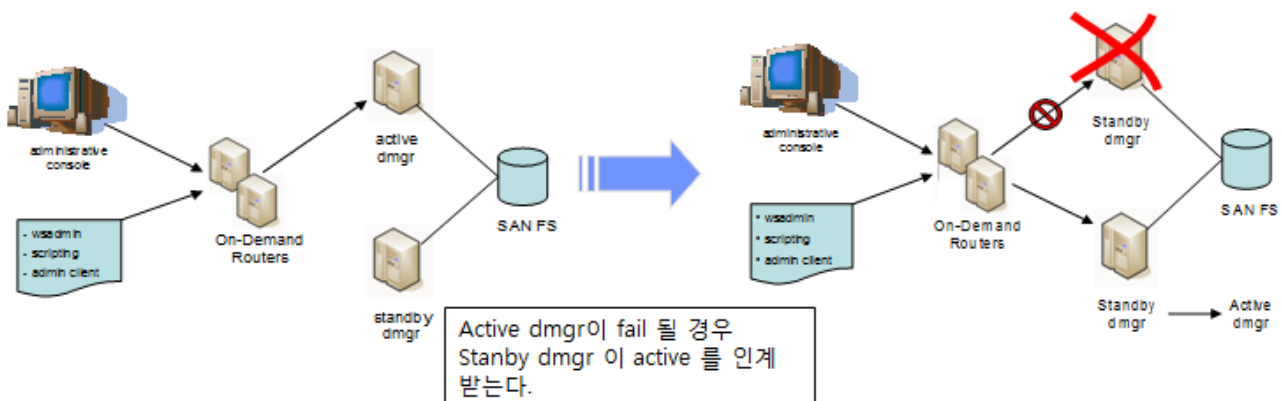 administrative
console
- wsadmin
- scripting
- admin client
On-Demand
Routers
active
dmgr
standby
dmgr
SAN FS
Active dmgr이 fail 될 경우
Stanby dmgr 이 active 를 인계
받는다.
administrative
console
▪ wsadmin
▪ scripting
▪ admin client
On-Demand
Routers
Standby
dmgr
SAN FS
Standby
dmgr
Active
dmgr